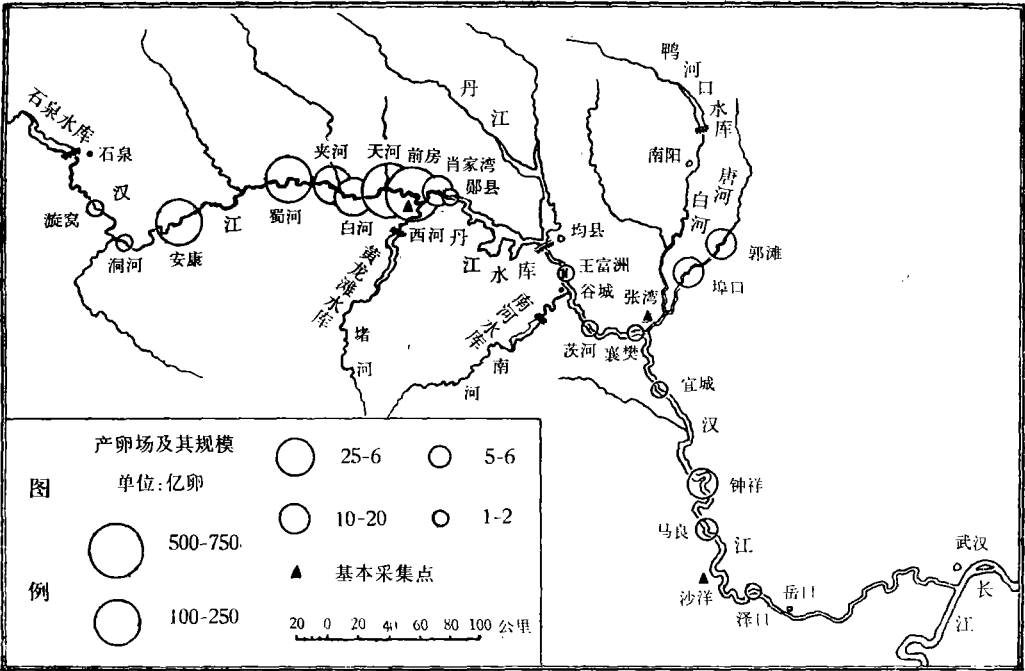 鸭河口水库
丹江
石泉水库
石泉
夹河
天河
前房
肖家湾
郧县
南阳
唐河
白河
漩窝
汉
江
洞河
安康
蜀河
白河
西河
丹江水库
黄龙滩水库
堵河
均县
王富洲
谷城
南河水库
南河
茨河
襄樊
张湾
郭滩
埠口
宜城
汉
江
钟祥
马良
沙洋
泽口
岳口
武汉
长江
图例
产卵场及其规模
单位:亿卵
500-750
100-250
25-6
10-20
5-6
1-2
基本采集点
20 0 20 40 60 80 100 公里